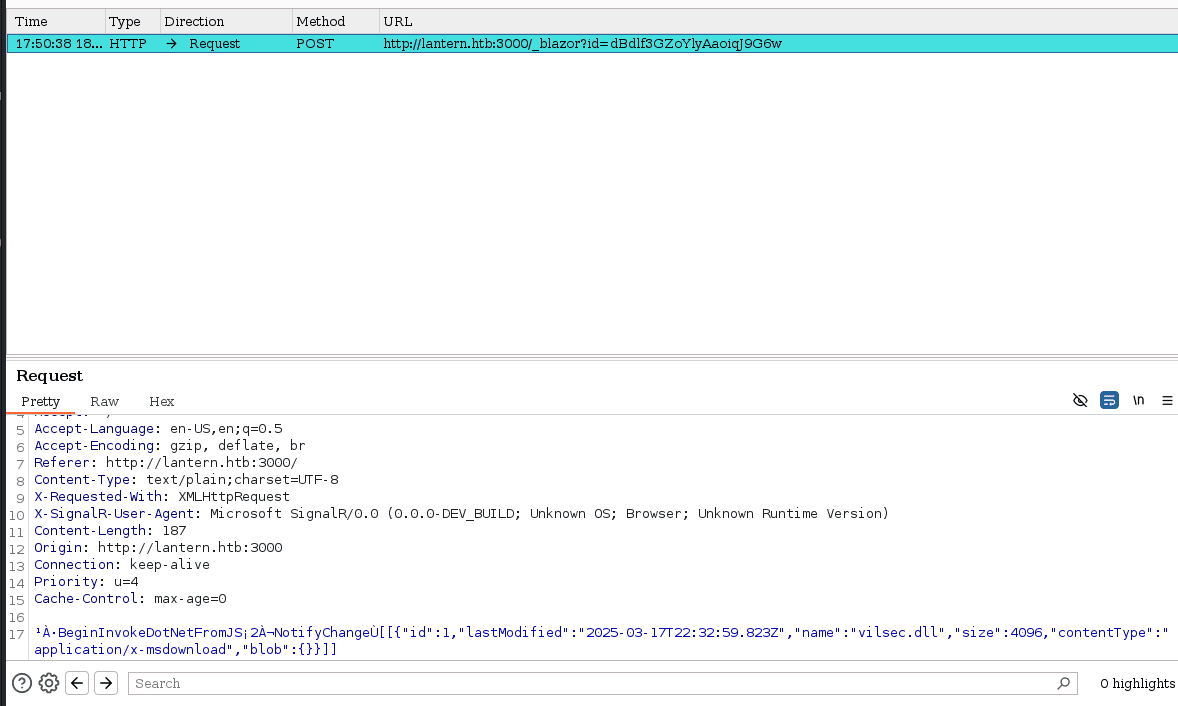 Time Type Direction Method URL
17:50:38 18... HTTP → Request POST http://lantern.htb:3000/_blazor?id=dBdlf3GZoYlyAaoiqJ9G6w
Request
Pretty Raw Hex
\n
5 Accept-Language: en-US,en;q=0.5
6 Accept-Encoding: gzip, deflate, br
7 Referer: http://lantern.htb:3000/
8 Content-Type: text/plain;charset=UTF-8
9 X-Requested-With: XMLHttpRequest
10 X-SignalR-User-Agent: Microsoft SignalR/0.0 (0.0.0-DEV_BUILD; Unknown OS; Browser; Unknown Runtime Version)
11 Content-Length: 187
12 Origin: http://lantern.htb:3000
13 Connection: keep-alive
14 Priority: u=4
15 Cache-Control: max-age=0
16
17 ¹À·BeginInvokeDotNetFromJS¡2À¬NotifyChangeÙ[[{"id":1,"lastModified":"2025-03-17T22:32:59.823Z","name":"vilsec.dll","size":4096,"contentType":"
application/x-msdownload","blob":{}}]]
Search
0 highlights